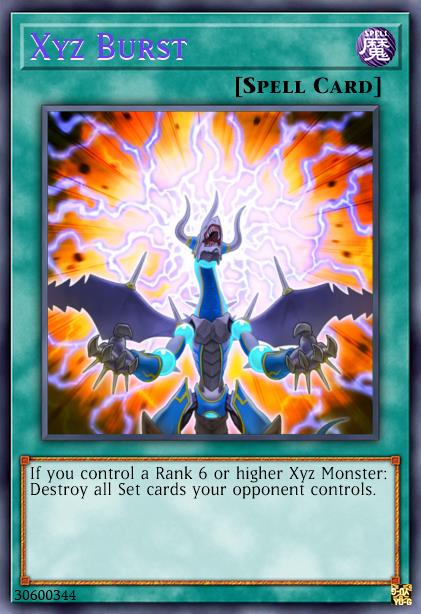 Xyz Burst
SPELL
魔
[Spell Card]
If you control a Rank 6 or higher Xyz Monster:
Destroy all Set cards your opponent controls.
30600344